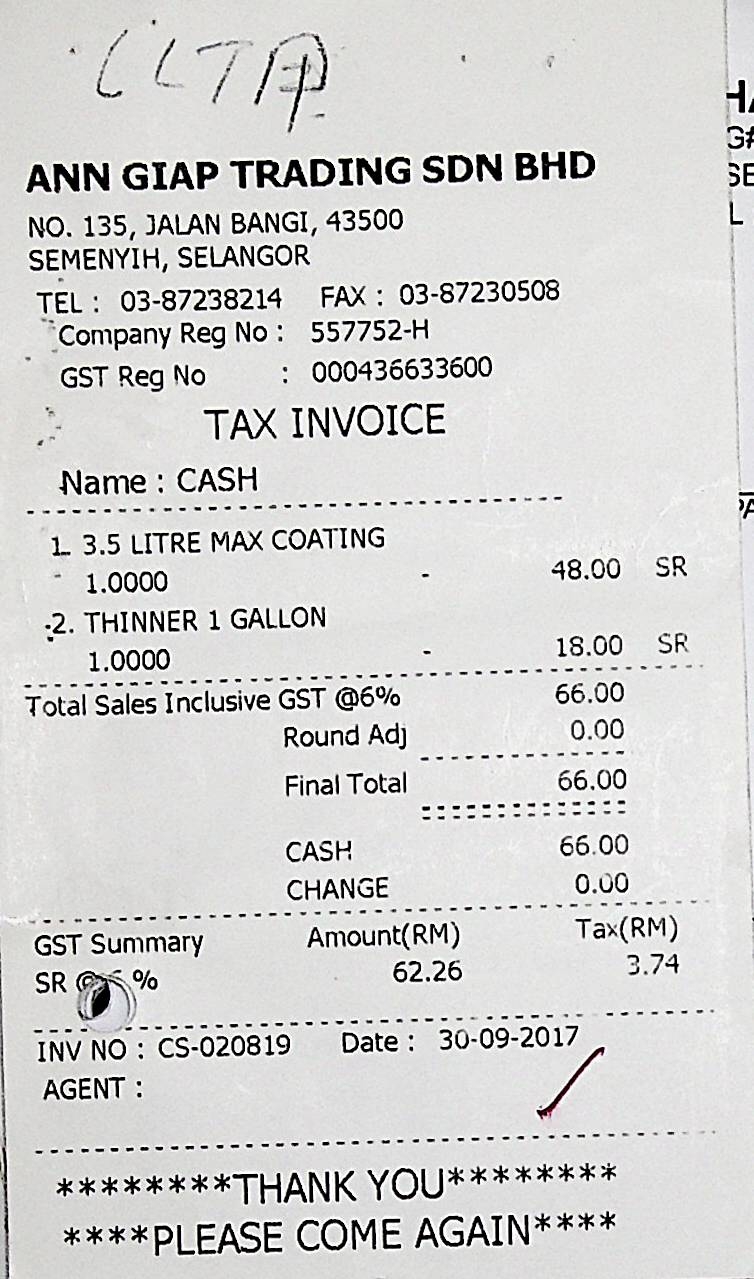 ANN GIAP TRADING SDN BHD
NO. 135, JALAN BANGI, 43500
SEMENYIH, SELANGOR
TEL : 03-87238214 FAX : 03-87230508
Company Reg No : 557752-H
GST Reg No : 000436633600
TAX INVOICE
Name : CASH
1. 3.5 LITRE MAX COATING
1.0000 - 48.00 SR
2. THINNER 1 GALLON
1.0000 - 18.00 SR
Total Sales Inclusive GST @6% 66.00
Round Adj 0.00
Final Total 66.00
CASH 66.00
CHANGE 0.00
GST Summary Amount(RM) Tax(RM)
SR % 62.26 3.74
INV NO : CS-020819 Date : 30-09-2017
AGENT :
********THANK YOU********
****PLEASE COME AGAIN****